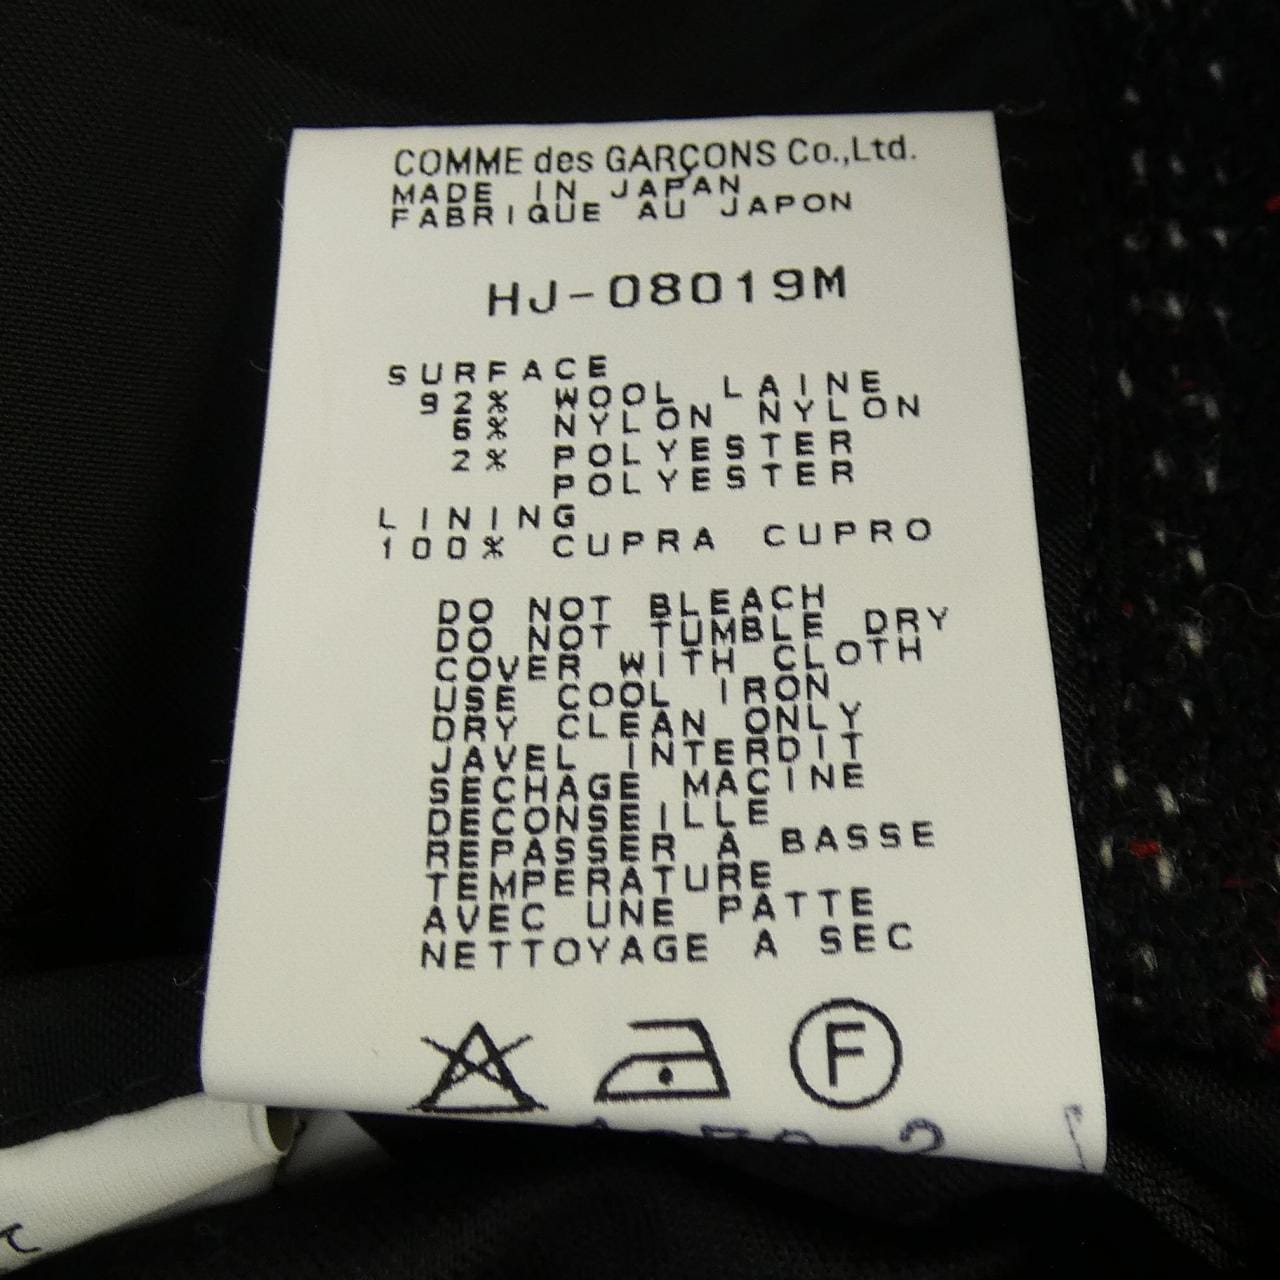 COMME des GARÇONS Co.,Ltd.
MADE IN JAPAN
FABRIQUE AU JAPON
HJ-08019M
SURFACE
92% WOOL LAINE
6% NYLON NYLON
2% POLYESTER
POLYESTER
LINING
100% CUPRA CUPRO
DO NOT BLEACH
DO NOT TUMBLE DRY
COVER WITH CLOTH
USE COOL IRON
DRY CLEAN ONLY
JAVEL INTERDIT
SECHAGE MACINE
DECONSEILLE
REPASSER A BASSE
TEMPERATURE
AVEC UNE PATTE
NETTOYAGE A SEC
F